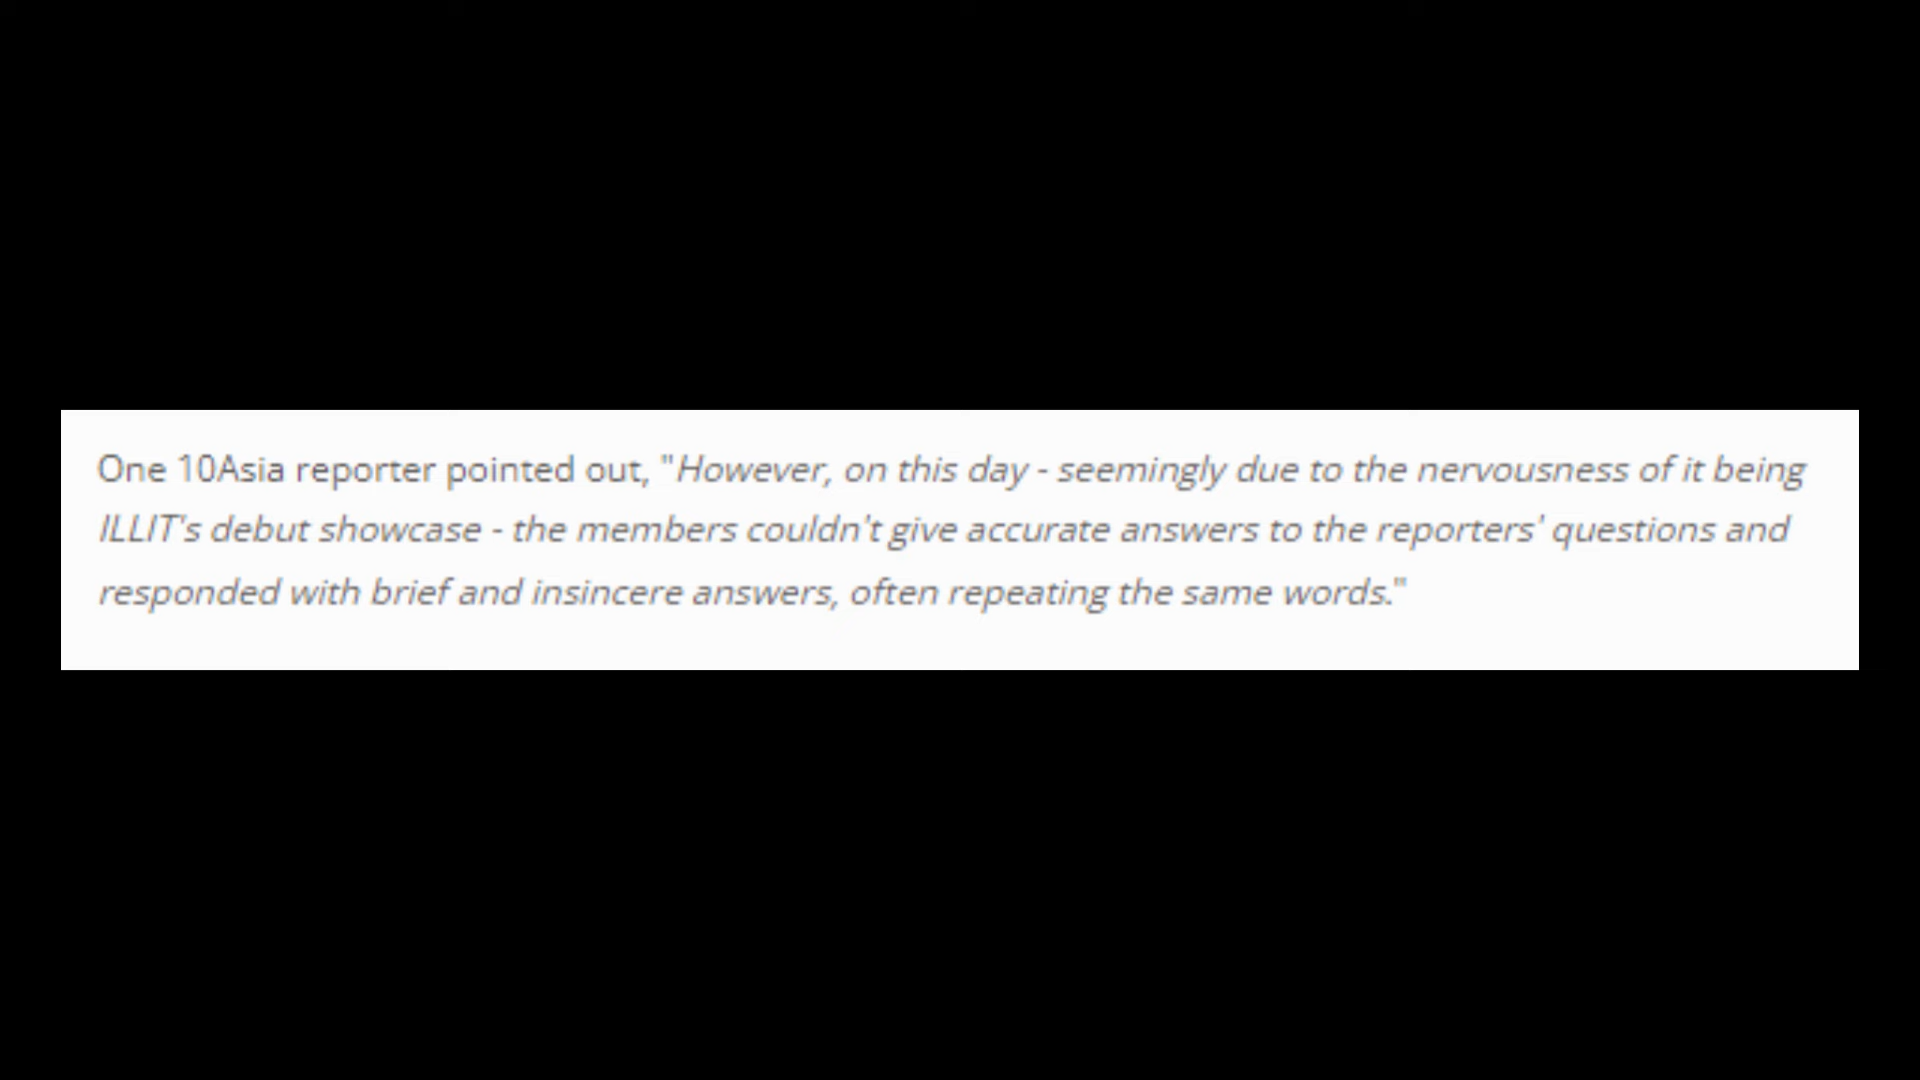 One 10Asia reporter pointed out, "However, on this day - seemingly due to the nervousness of it being
ILLIT's debut showcase - the members couldn't give accurate answers to the reporters' questions and
responded with brief and insincere answers, often repeating the same words."